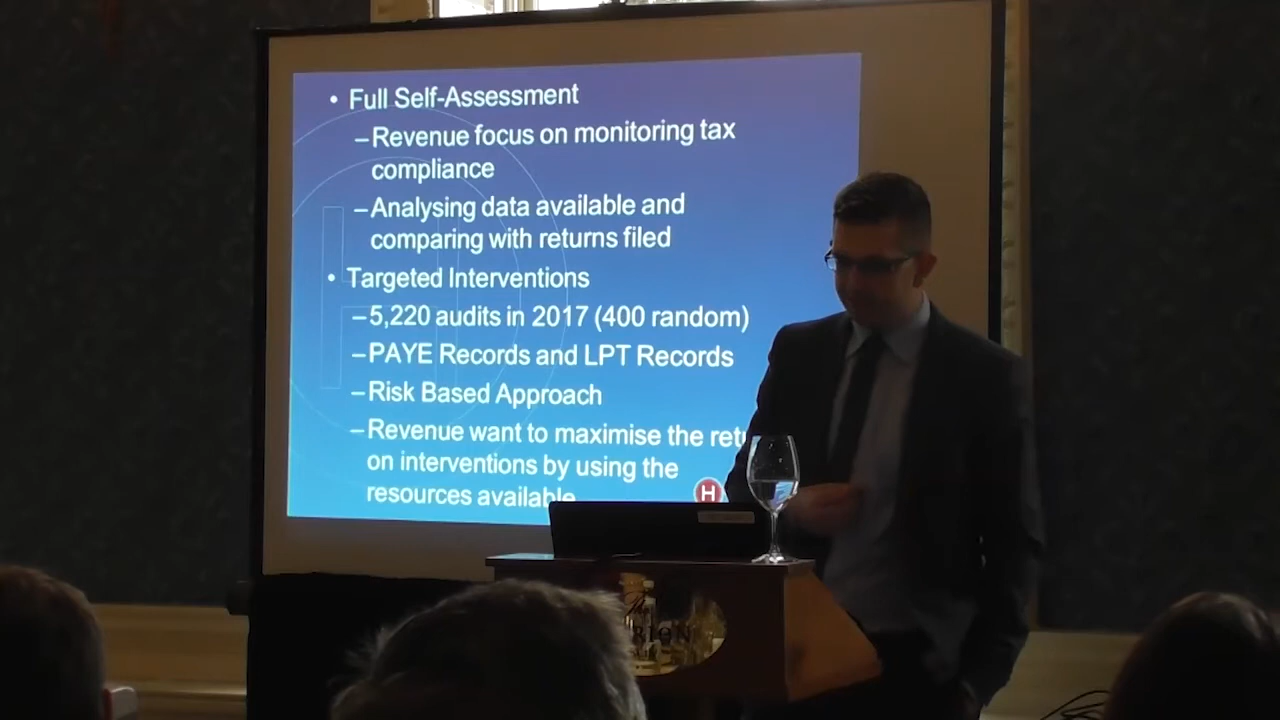 • Full Self-Assessment
–Revenue focus on monitoring tax
compliance
–Analysing data available and
comparing with returns filed
• Targeted Interventions
–5,220 audits in 2017 (400 random)
–PAYE Records and LPT Records
–Risk Based Approach
–Revenue want to maximise the
on interventions by using the
resources available
H